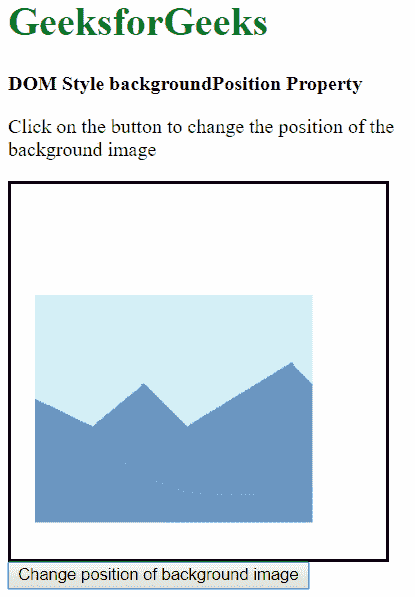 GeeksforGeeks
DOM Style backgroundPosition Property
Click on the button to change the position of the
background image
Change position of background image